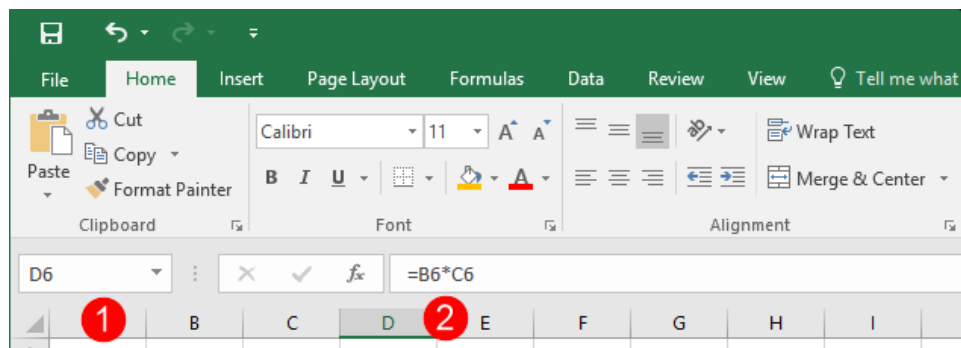 File Home Insert Page Layout Formulas Data Review View Tell me what
Cut
Calibri 11 A A Wrap Text
Copy
Paste
B I U A Merge & Center
Format Painter
Clipboard Font Alignment
D6 fx =B6*C6
1 B C D 2 E F G H I